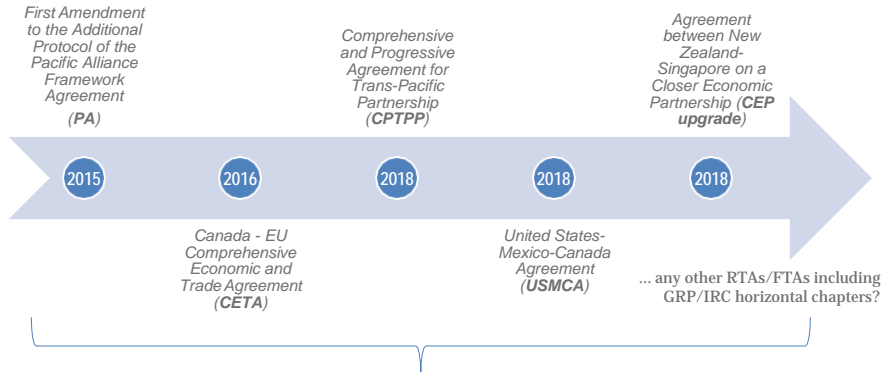 First Amendment
to the Additional
Protocol of the
Pacific Alliance
Framework
Agreement
(PA)
Comprehensive
and Progressive
Agreement for
Trans-Pacific
Partnership
(CPTPP)
Agreement
between New
Zealand-
Singapore on a
Closer Economic
Partnership (CEP
upgrade)
2015
2016
2018
2018
2018
Canada - EU
Comprehensive
Economic and
Trade Agreement
(CETA)
United States-
Mexico-Canada
Agreement
(USMCA)
... any other RTAs/FTAs including
GRP/IRC horizontal chapters?